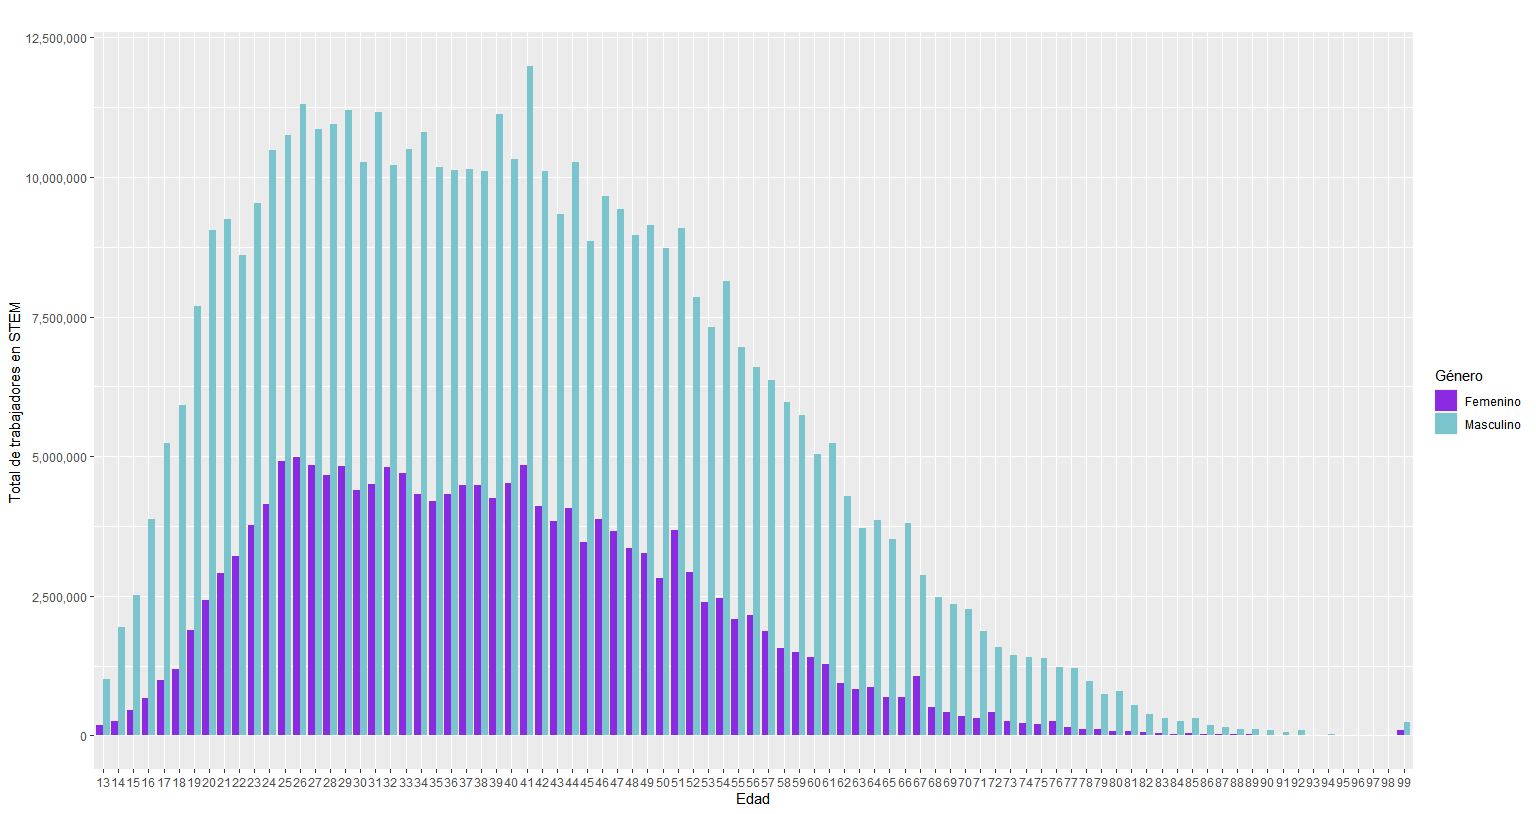 12,500,000
10,000,000
7,500,000
5,000,000
2,500,000
0
Total de trabajadores en STEM
13 14 15 16 17 18 19 20 21 22 23 24 25 26 27 28 29 30 31 32 33 34 35 36 37 38 39 40 41 42 43 44 45 46 47 48 49 50 51 52 53 54 55 56 57 58 59 60 61 62 63 64 65 66 67 68 69 70 71 72 73 74 75 76 77 78 79 80 81 82 83 84 85 86 87 88 89 90 91 92 93 94 95 96 97 98 99
Edad
Género
Femenino
Masculino